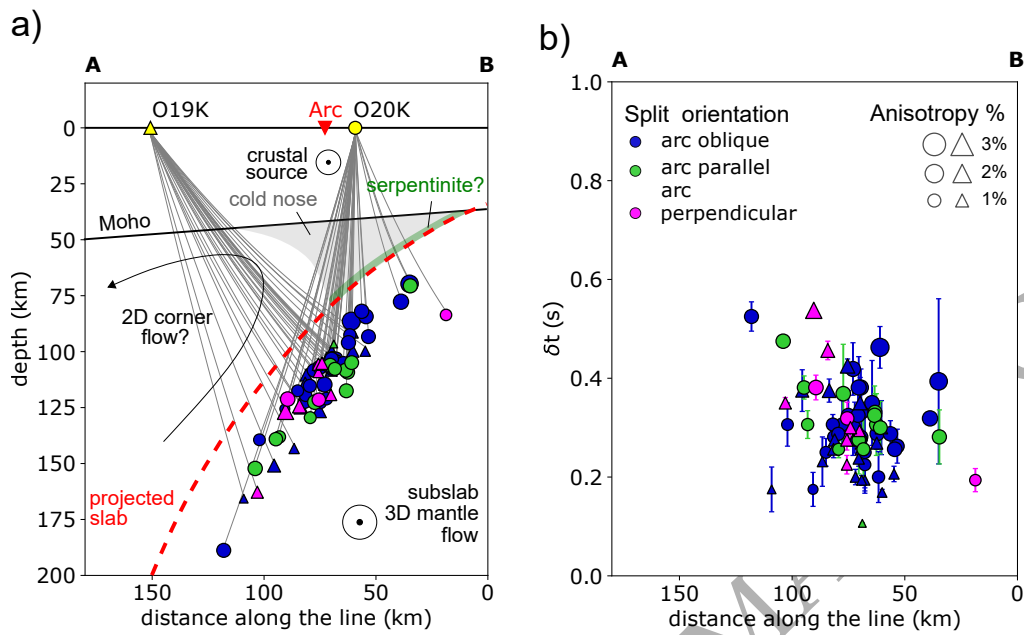 a)
A
B
O19K
Arc
O20K
crustal
source
cold nose
serpentinite?
Moho
2D corner
flow?
projected
slab
subslab
3D mantle
flow
0
25
50
75
100
125
150
175
200
depth (km)
150
100
50
0
distance along the line (km)
b)
A
B
Split orientation
arc oblique
arc parallel
arc
perpendicular
Anisotropy %
3%
2%
1%
1.0
0.8
0.6
0.4
0.2
0.0
δt (s)
150
100
50
0
distance along the line (km)